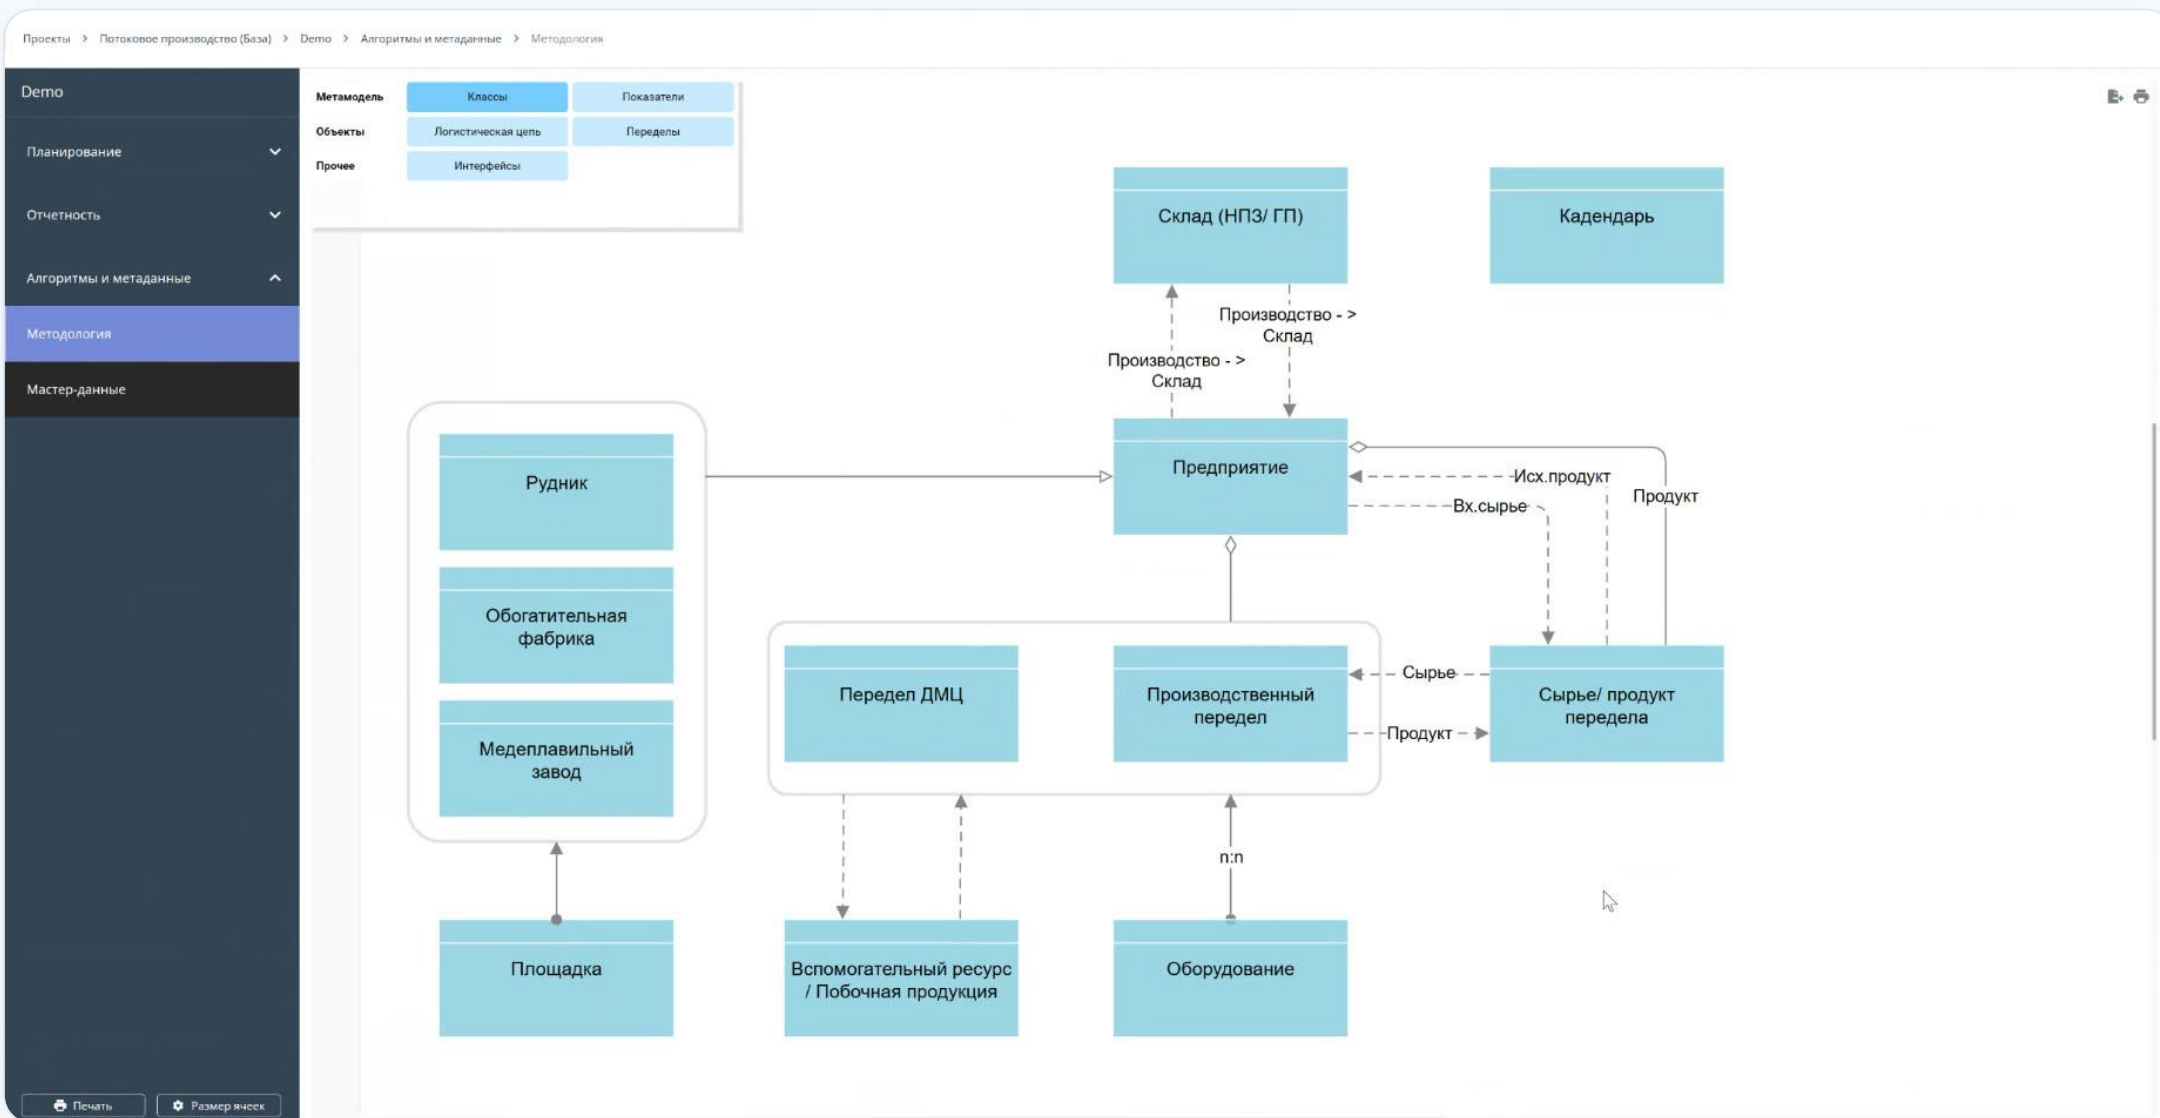 Проекты > Потоковое производство (База) > Demo > Алгоритмы и метаданные > Методология
Demo
Планирование
Отчетность
Алгоритмы и метаданные
Методология
Мастер-данные
Печать
Размер ячеек
Метамодель Классы Показатели
Объекты Логистическая цепь Переделы
Прочее Интерфейсы
Склад (НПЗ/ ГП)
Кадендарь
Производство - >
Склад
Производство - >
Склад
Предприятие
Исх.продукт
Продукт
Вх.сырье
Рудник
Обогатительная
фабрика
Медеплавильный
завод
Передел ДМЦ
Производственный
передел
Сырье
Продукт
Сырье/ продукт
передела
n:n
Площадка
Вспомогательный ресурс
/ Побочная продукция
Оборудование